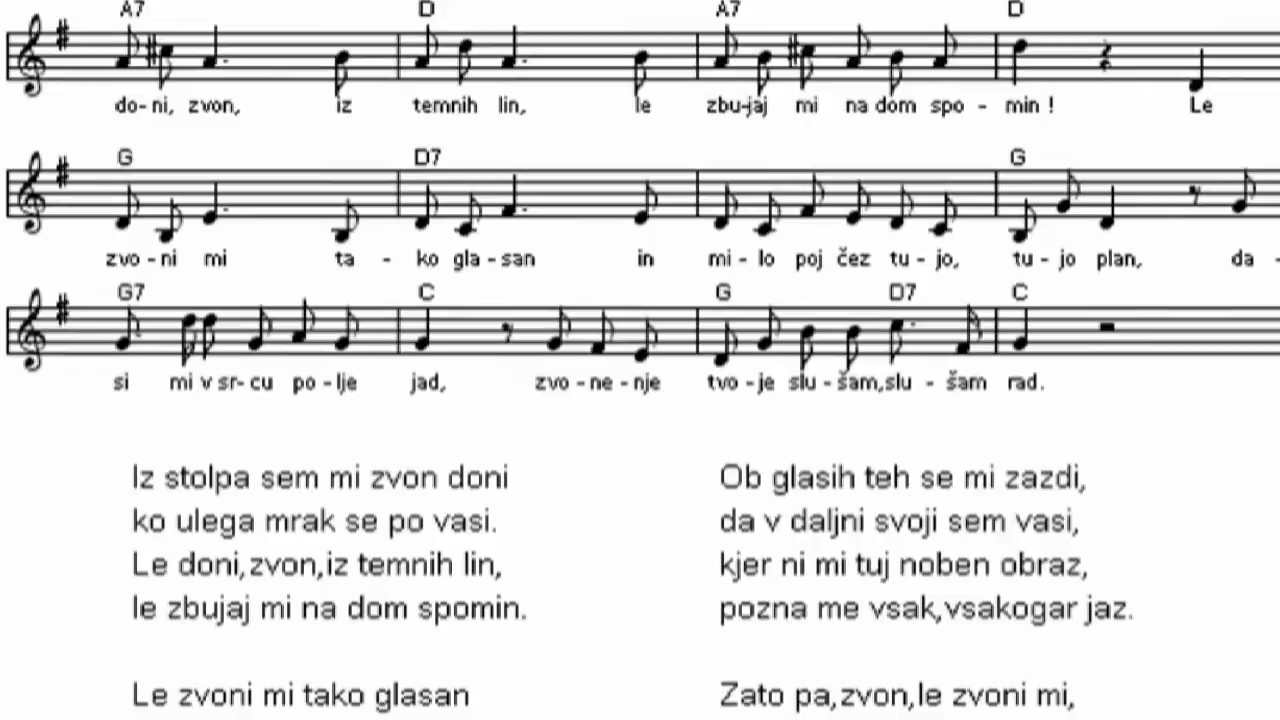 A7 D A7 D
do-ni, zvon, iz temnih lin, le zbu-jaj mi na dom spo - min ! Le
G D7 G
zvo-ni mi ta - ko gla-san in mi-lo poj čez tu-jo, tu-jo plan, da -
G7 C G D7 C
si mi v sr-cu po-lje jad, zvo-ne-nje tvo-je slu-šam,slu - šam rad.
Iz stolpa sem mi zvon doni
ko ulega mrak se po vasi.
Le doni,zvon,iz temnih lin,
le zbujaj mi na dom spomin.
Le zvoni mi tako glasan
Ob glasih teh se mi zazdi,
da v daljni svoji sem vasi,
kjer ni mi tuj noben obraz,
pozna me vsak,vsakogar jaz.
Zato pa,zvon,le zvoni mi,